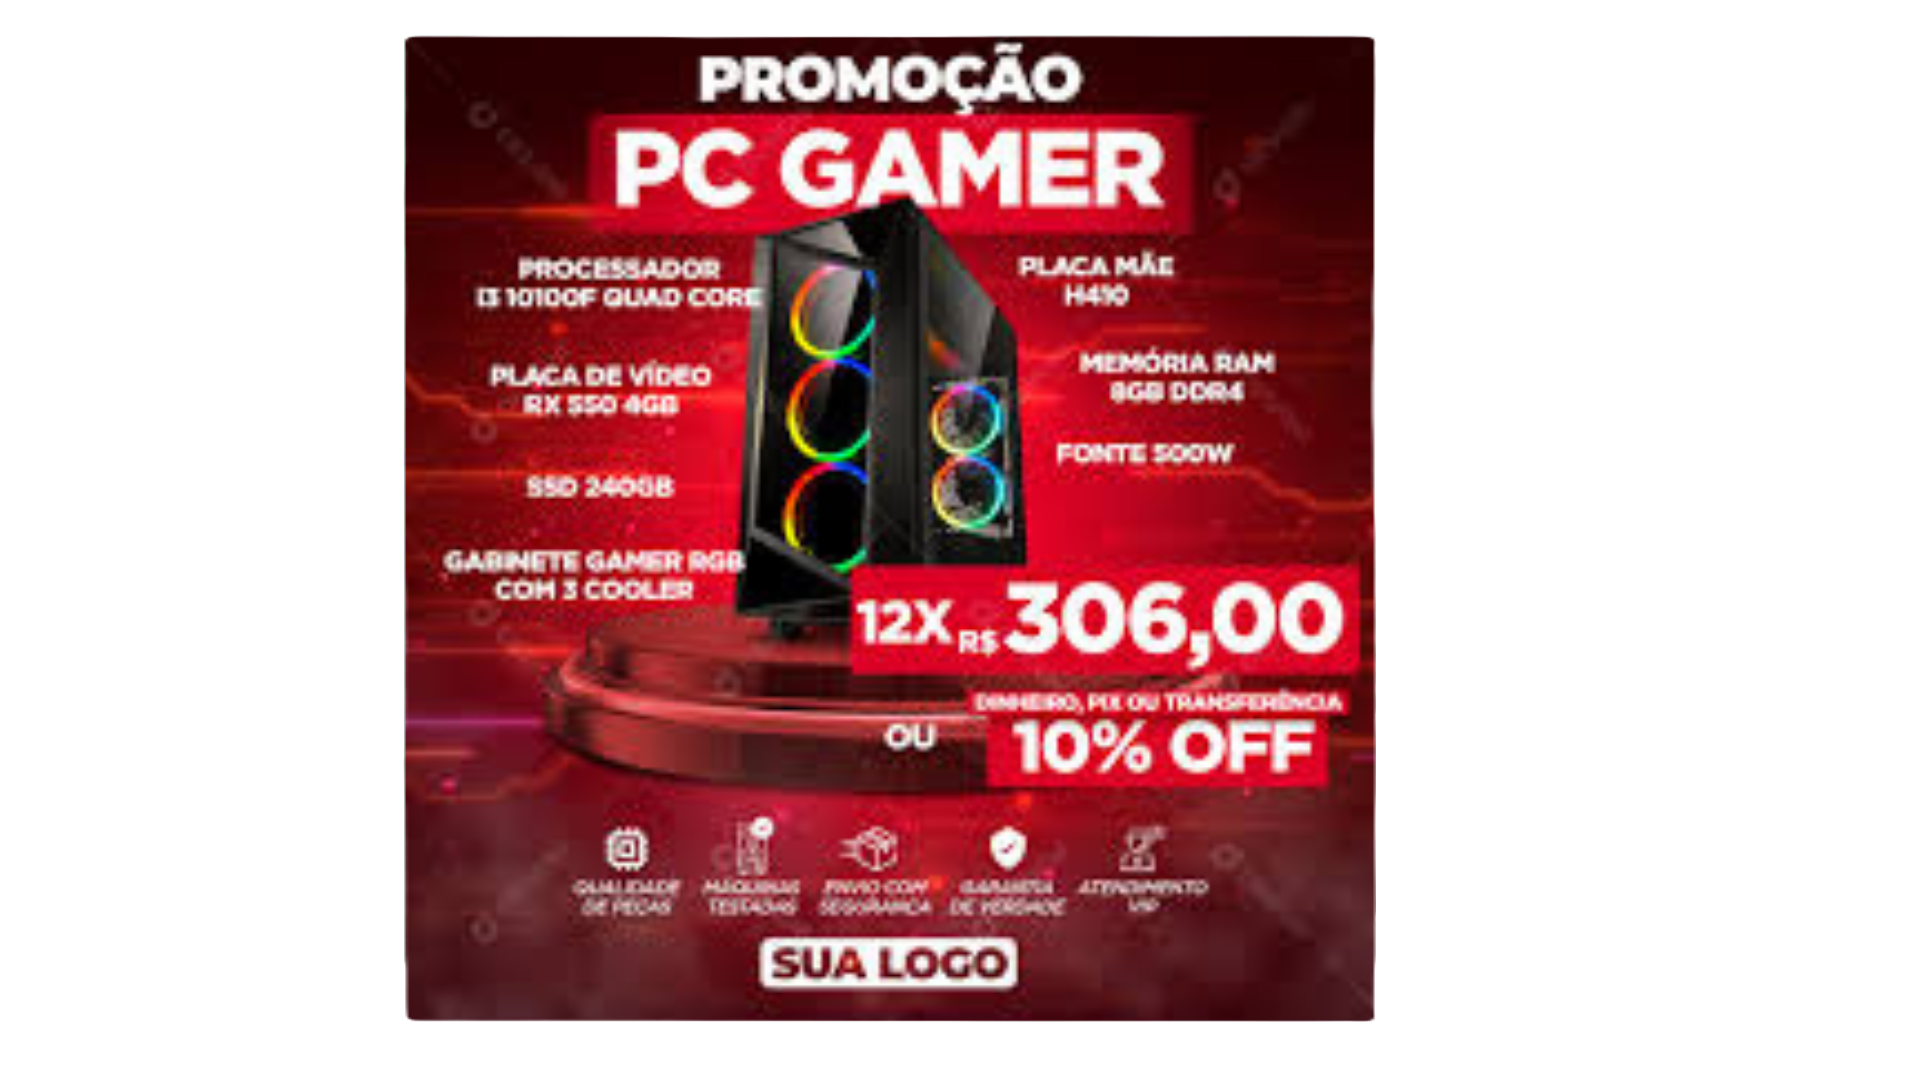 PROMOÇÃO
PC GAMER
PROCESSADOR
I3 10100F QUAD CORE
PLACA DE VÍDEO
RX 550 4GB
SSD 240GB
GABINETE GAMER RGB
COM 3 COOLER
PLACA MÃE
H410
MEMÓRIA RAM
8GB DDR4
FONTE 500W
12X R$ 306,00
OU
DINHEIRO, PIX OU TRANSFERÊNCIA
10% OFF
QUALIDADE
DE PEÇAS
MÁQUINAS
TESTADAS
ENVIO COM
SEGURANÇA
GARANTIA
DE VERDADE
ATENDIMENTO
VIP
SUA LOGO